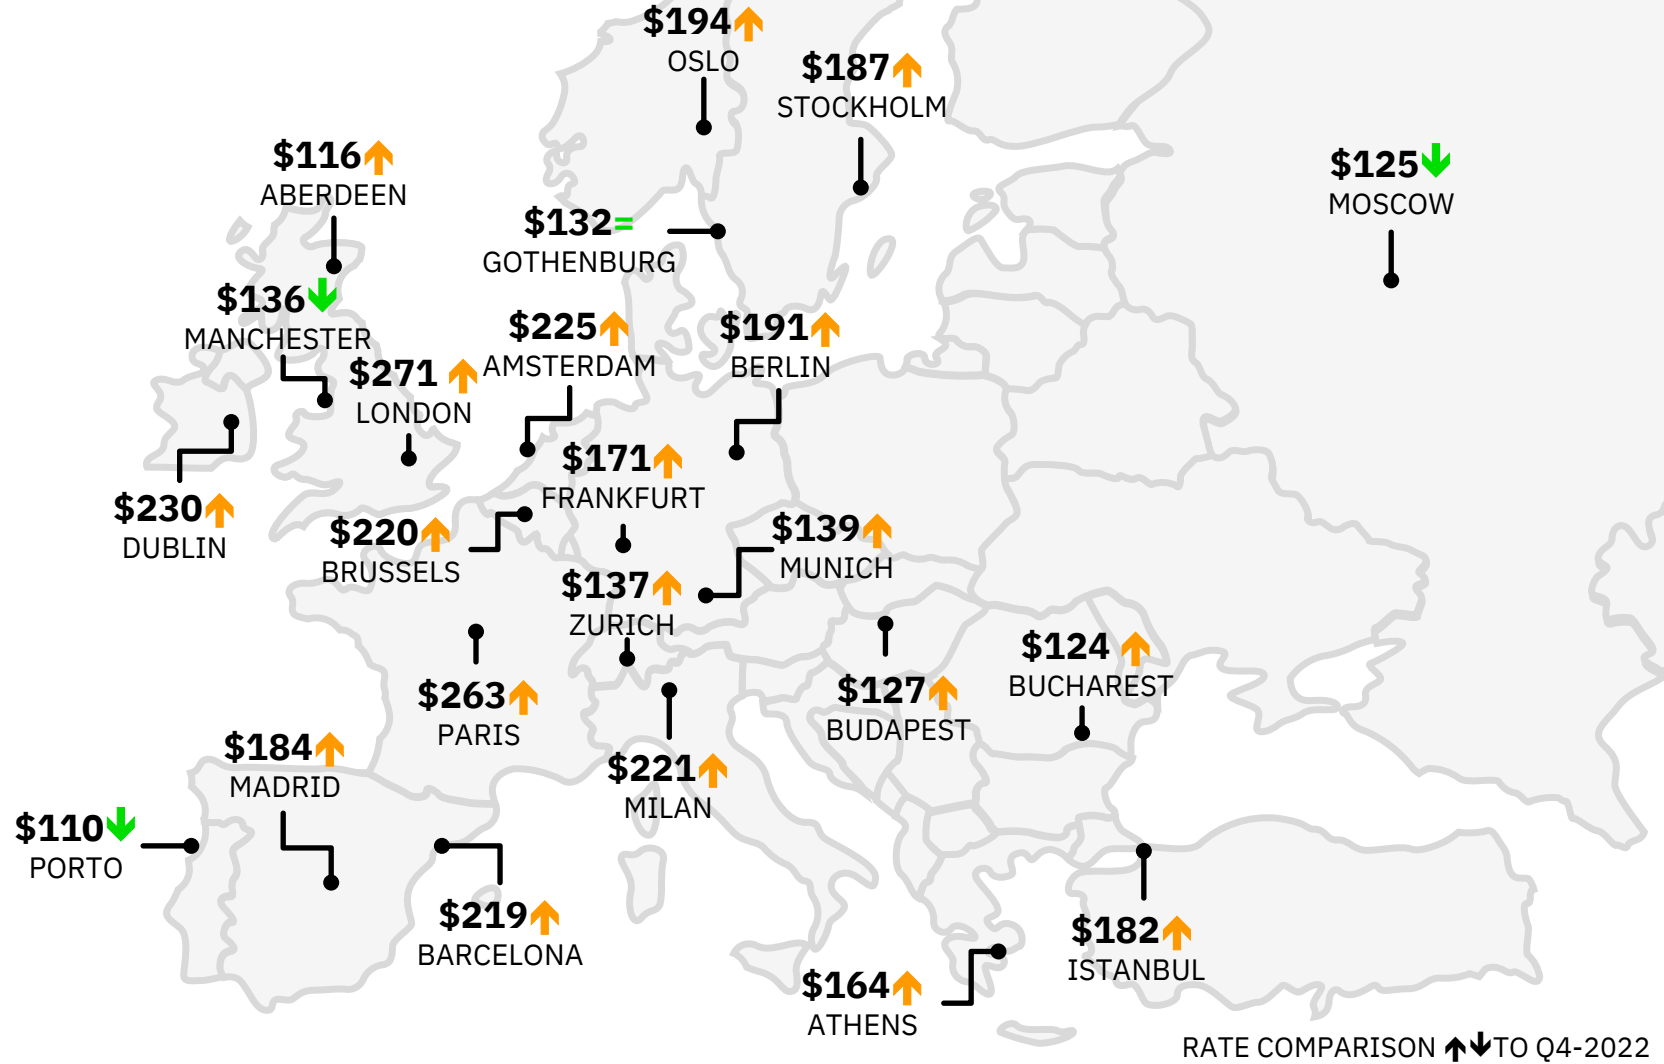 $194
OSLO
$187
STOCKHOLM
$116
ABERDEEN
$125
MOSCOW
$132=
GOTHENBURG
$136
MANCHESTER
$225
AMSTERDAM
$191
BERLIN
$271
LONDON
$171
FRANKFURT
$230
DUBLIN
$220
BRUSSELS
$139
MUNICH
$137
ZURICH
$124
BUCHAREST
$263
PARIS
$127
BUDAPEST
$184
MADRID
$221
MILAN
$110
PORTO
$219
BARCELONA
$182
ISTANBUL
$164
ATHENS
RATE COMPARISON ↑↓TO Q4-2022